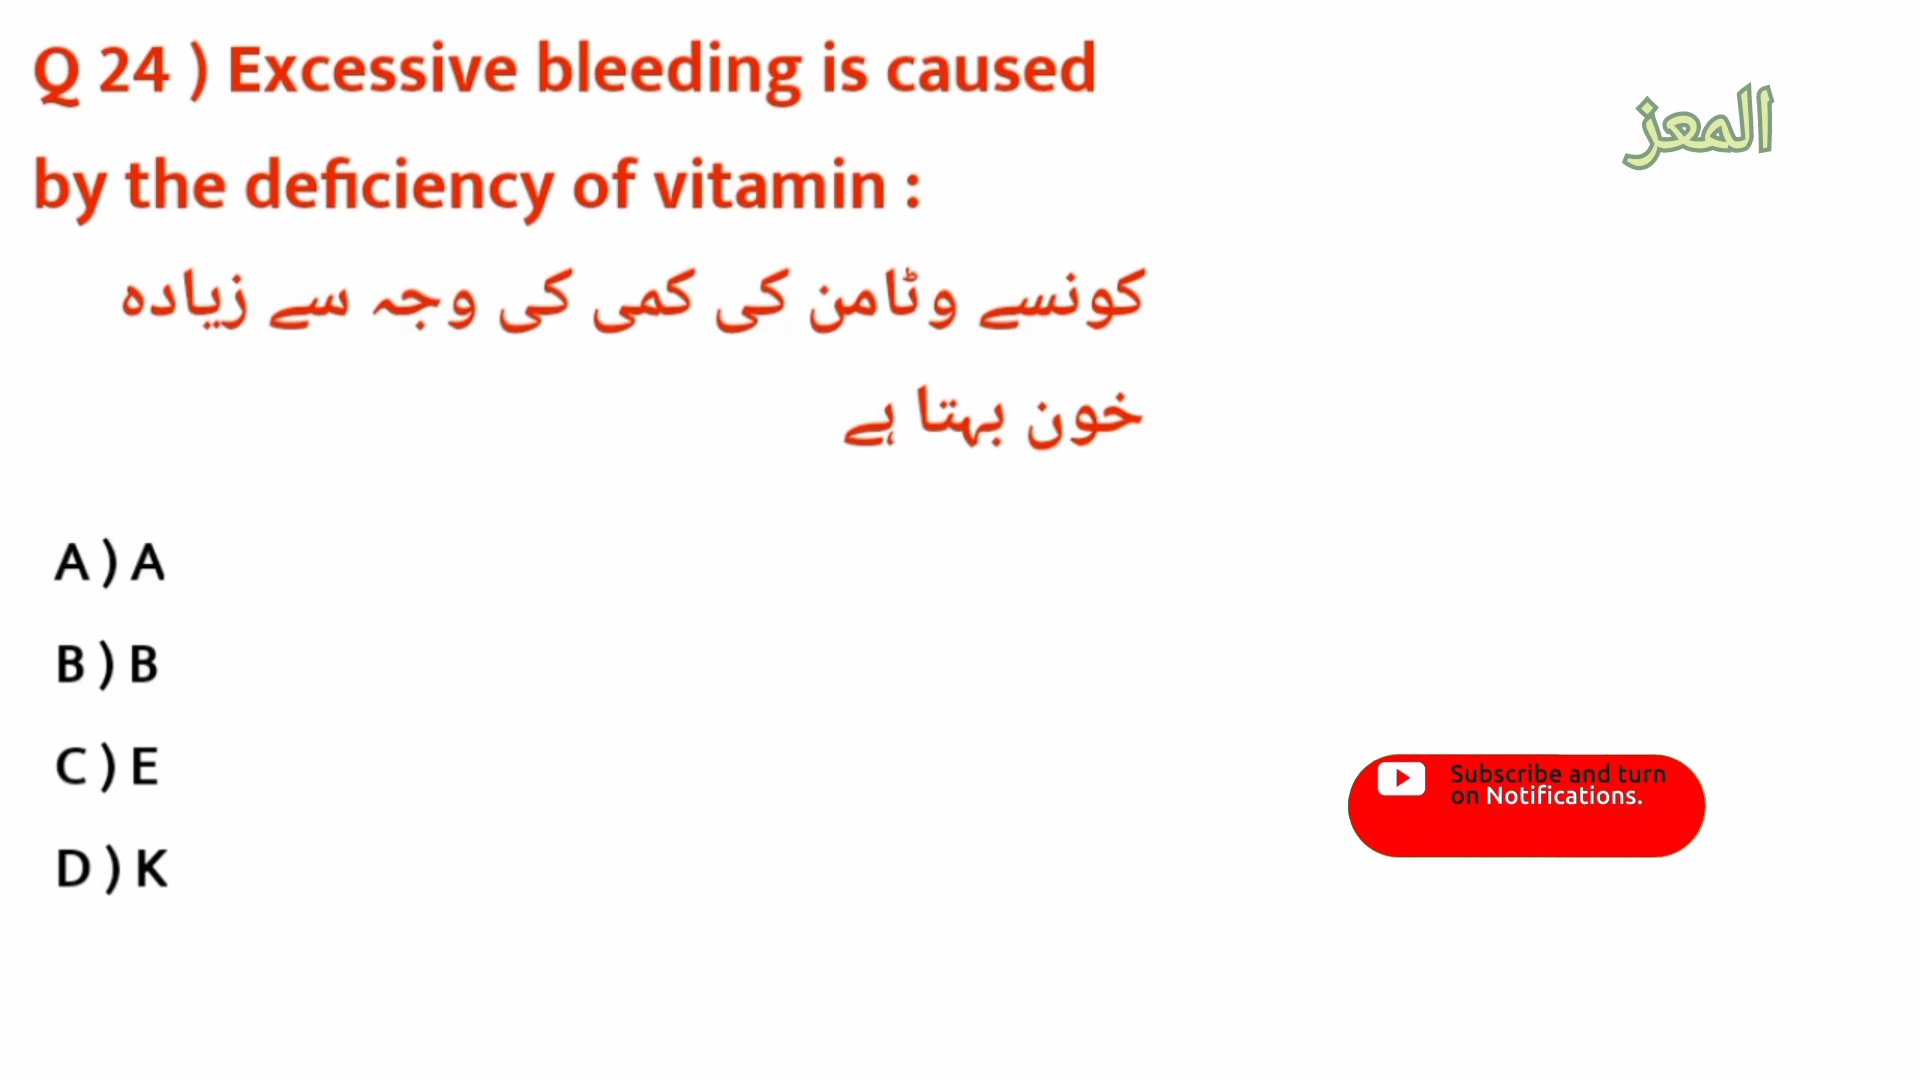 Q 24 ) Excessive bleeding is caused
المعز
by the deficiency of vitamin :
کونسے وٹامن کی کمی کی وجہ سے زیادہ
خون بہتا ہے
A ) A
B ) B
C ) E
D ) K
Subscribe and turn
on Notifications.